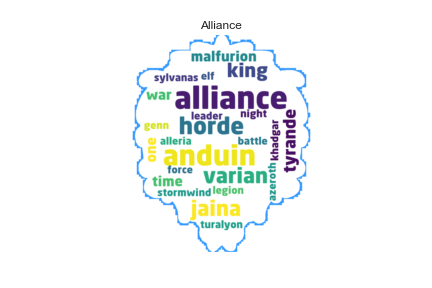 Alliance
malfurion
sylvanas elf king
war alliance
leader night
genn horde
one alleria battle khadgar tyrande
anduin
force
time varian azeroth
stormwind legion
jaina
turalyon